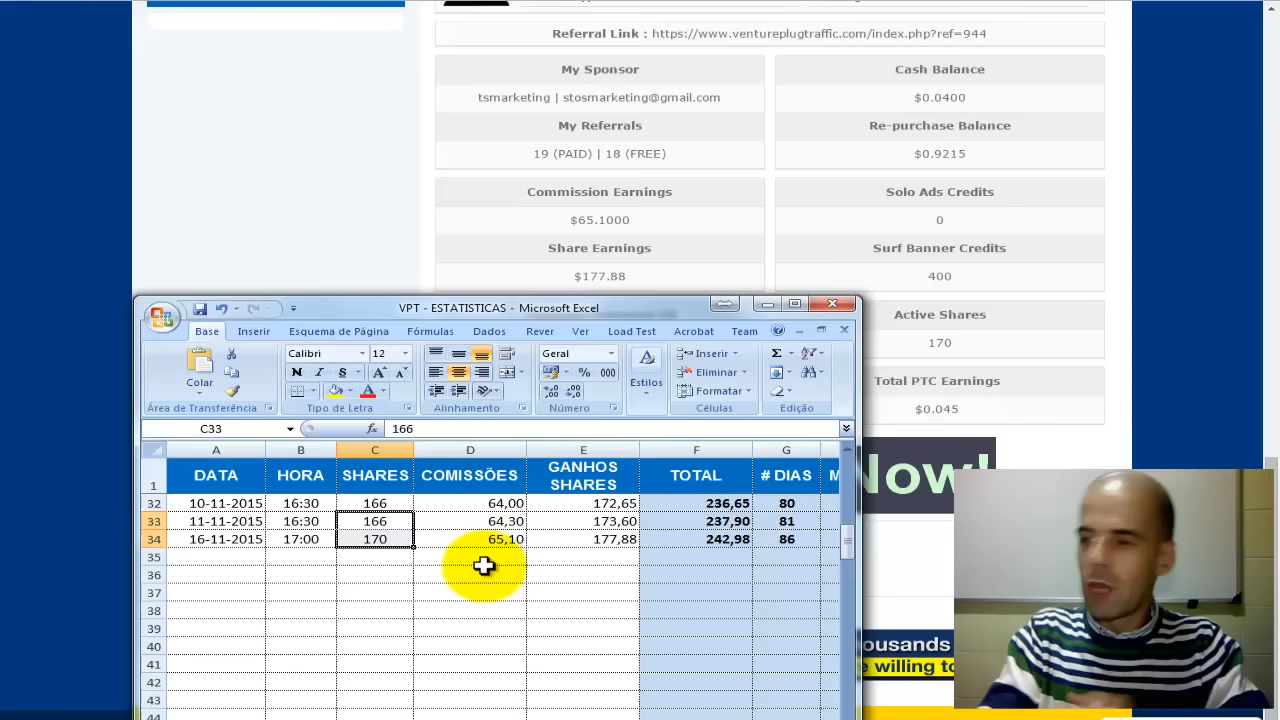 Referral Link : https://www.ventureplugtraffic.com/index.php?ref=944
My Sponsor
tsmarketing | stosmarketing@gmail.com
My Referrals
19 (PAID) | 18 (FREE)
Commission Earnings
$65.1000
Share Earnings
$177.88
Cash Balance
$0.0400
Re-purchase Balance
$0.9215
Solo Ads Credits
0
Surf Banner Credits
400
Active Shares
170
Total PTC Earnings
$0.045
VPT - ESTATISTICAS - Microsoft Excel
Base Inserir Esquema de Página Fórmulas Dados Rever Ver Load Test Acrobat Team
Colar
Calibri 12
N I S
Geral
% 000
Estilos
Inserir
Eliminar
Formatar
Área de Transferência Tipo de Letra Alinhamento Número Células Edição
C33 fx 166
A B C D E F G
1 DATA HORA SHARES COMISSÕES GANHOS SHARES TOTAL # DIAS M
32 10-11-2015 16:30 166 64,00 172,65 236,65 80
33 11-11-2015 16:30 166 64,30 173,60 237,90 81
34 16-11-2015 17:00 170 65,10 177,88 242,98 86
35
36
37
38
39
40
41
42
43
44
Now!
ousands
e willing to